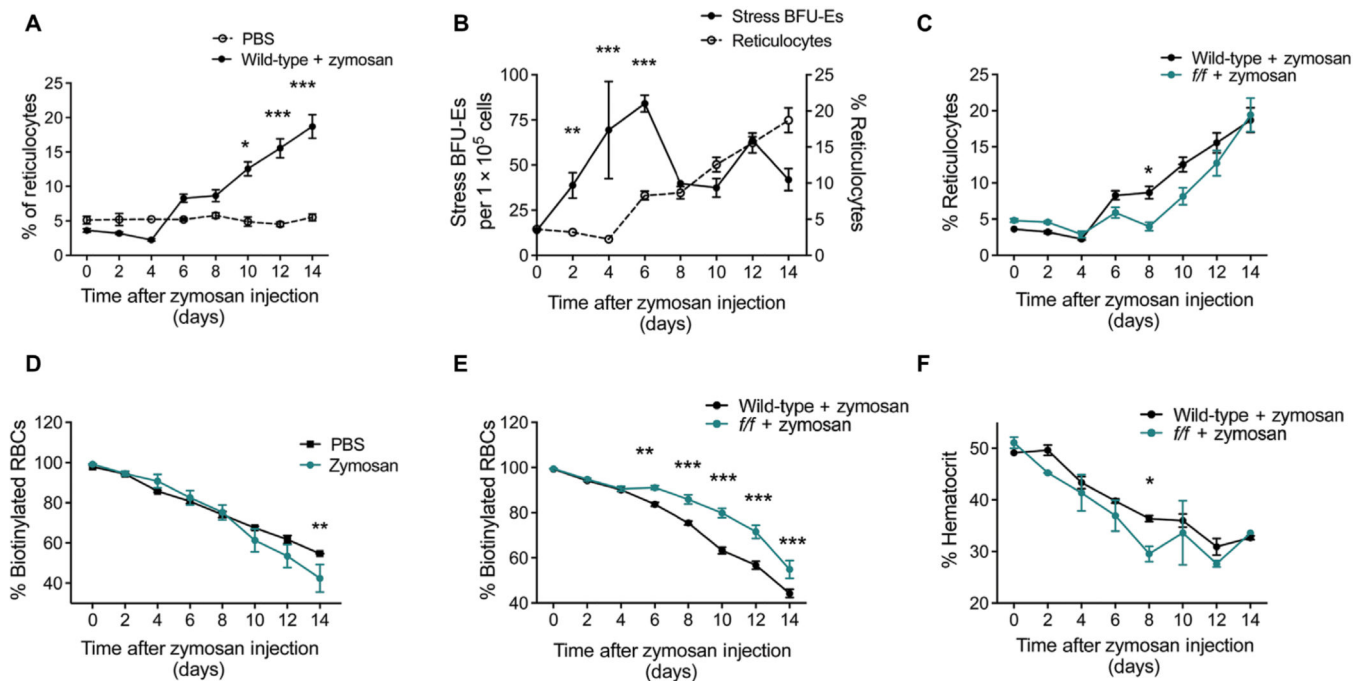 A
PBS
Wild-type + zymosan
% of reticulocytes
25
20
15
10
5
0
*
***
***
0 2 4 6 8 10 12 14
Time after zymosan injection
(days)
B
Stress BFU-Es
Reticulocytes
Stress BFU-Es
per 1 × 10⁵ cells
100
75
50
25
0
**
***
***
25
20
15
10
5
0
% Reticulocytes
0 2 4 6 8 10 12 14
Time after zymosan injection
(days)
C
Wild-type + zymosan
f/f + zymosan
% Reticulocytes
25
20
15
10
5
0
*
0 2 4 6 8 10 12 14
Time after zymosan injection
(days)
D
PBS
Zymosan
% Biotinylated RBCs
120
100
80
60
40
**
0 2 4 6 8 10 12 14
Time after zymosan injection
(days)
E
Wild-type + zymosan
f/f + zymosan
% Biotinylated RBCs
120
100
80
60
40
**
***
***
***
***
0 2 4 6 8 10 12 14
Time after zymosan injection
(days)
F
Wild-type + zymosan
f/f + zymosan
% Hematocrit
50
40
30
20
*
0 2 4 6 8 10 12 14
Time after zymosan injection
(days)